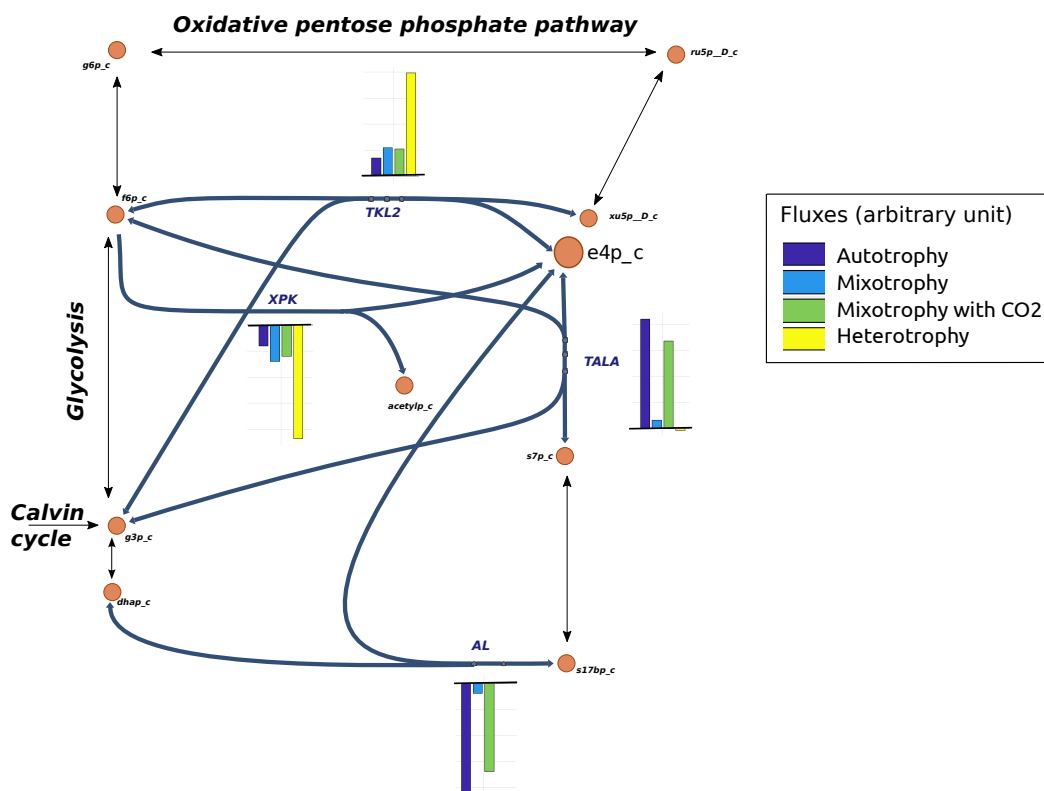 Oxidative pentose phosphate pathway
g6p_c
ru5p__D_c
f6p_c
TKL2
xu5p__D_c
e4p_c
Fluxes (arbitrary unit)
Autotrophy
Mixotrophy
Mixotrophy with CO2
Heterotrophy
XPK
Glycolysis
TALA
acetylp_c
s7p_c
Calvin
cycle
g3p_c
dhap_c
AL
s17bp_c